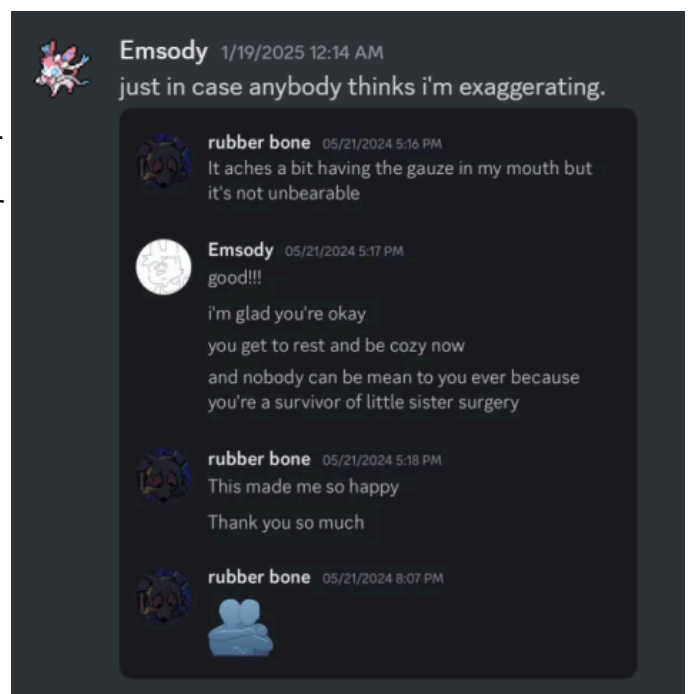 Emsody 1/19/2025 12:14 AM
just in case anybody thinks i'm exaggerating.
rubber bone 05/21/2024 5:16 PM
It aches a bit having the gauze in my mouth but
it's not unbearable
Emsody 05/21/2024 5:17 PM
good!!!
i'm glad you're okay
you get to rest and be cozy now
and nobody can be mean to you ever because
you're a survivor of little sister surgery
rubber bone 05/21/2024 5:18 PM
This made me so happy
Thank you so much
rubber bone 05/21/2024 8:07 PM